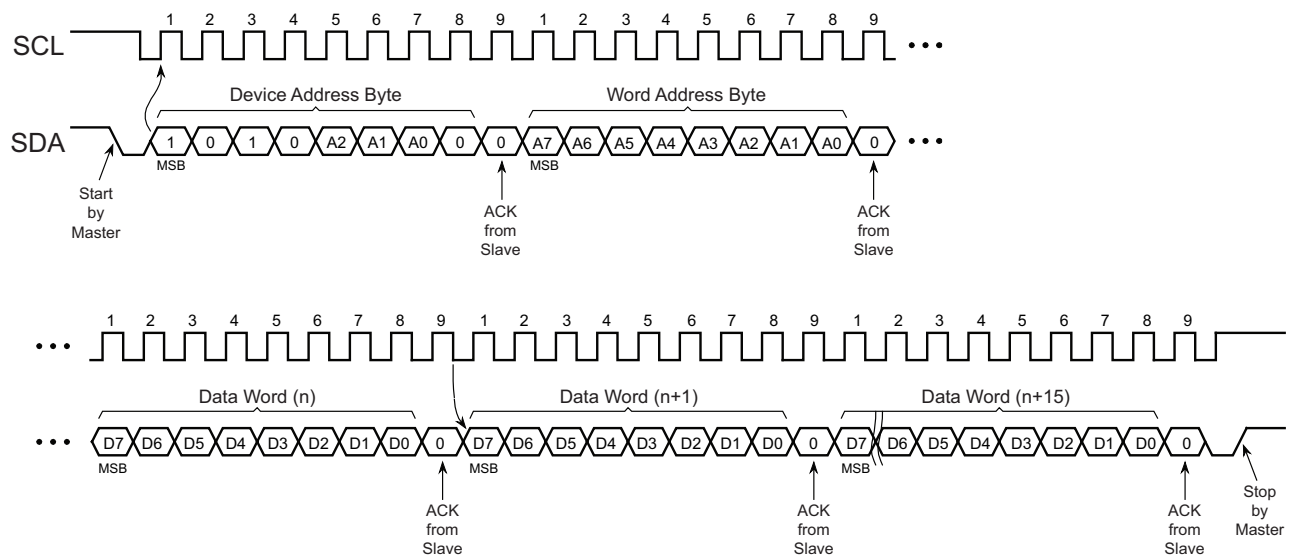 1 2 3 4 5 6 7 8 9 1 2 3 4 5 6 7 8 9
SCL
Device Address Byte Word Address Byte
SDA 1 0 1 0 A2 A1 A0 0 0 A7 A6 A5 A4 A3 A2 A1 A0 0
MSB MSB
Start
by
Master
ACK
from
Slave
ACK
from
Slave
1 2 3 4 5 6 7 8 9 1 2 3 4 5 6 7 8 9 1 2 3 4 5 6 7 8 9
Data Word (n) Data Word (n+1) Data Word (n+15)
D7 D6 D5 D4 D3 D2 D1 D0 0 D7 D6 D5 D4 D3 D2 D1 D0 0 D7 D6 D5 D4 D3 D2 D1 D0 0
MSB MSB MSB
ACK
from
Slave
ACK
from
Slave
ACK
from
Slave
Stop
by
Master